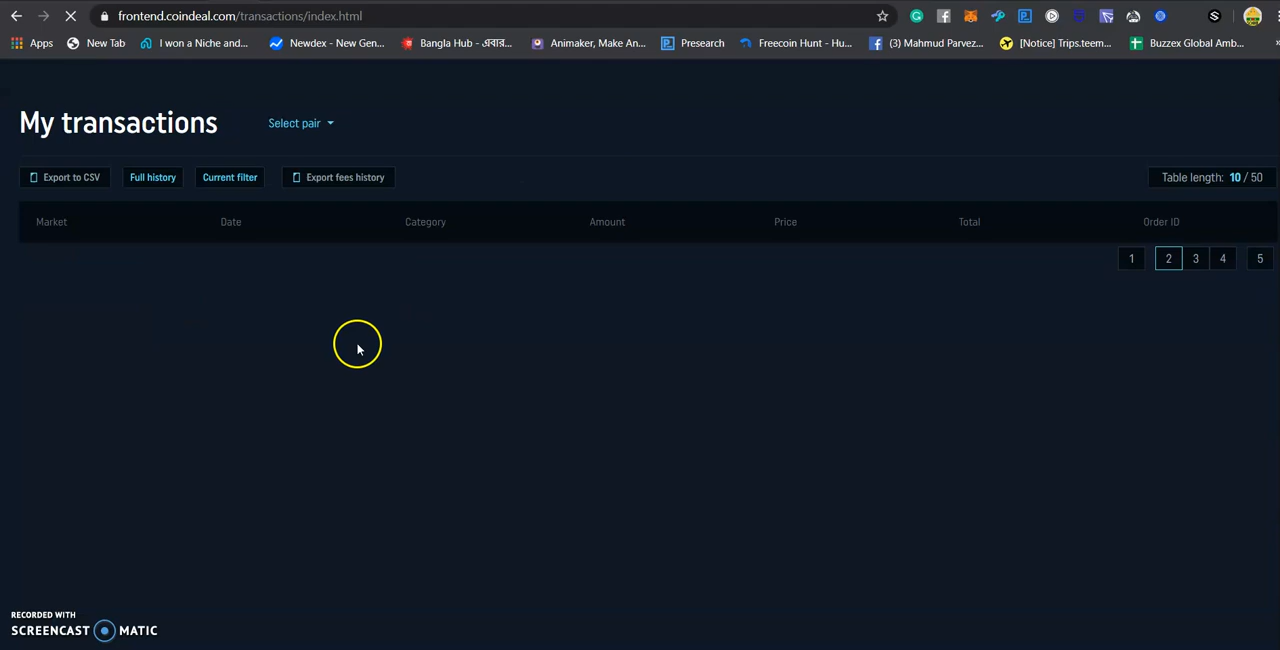 frontend.coindeal.com/transactions/index.html
Apps New Tab I won a Niche and... Newdex - New Gen... Bangla Hub - এবার... Animaker, Make An... Presearch Freecoin Hunt - Hu... (3) Mahmud Parvez... [Notice] Trips.teem... Buzzex Global Amb...
My transactions Select pair
Export to CSV Full history Current filter Export fees history Table length: 10 / 50
Market Date Category Amount Price Total Order ID
1 2 3 4 5
RECORDED WITH
SCREENCAST MATIC